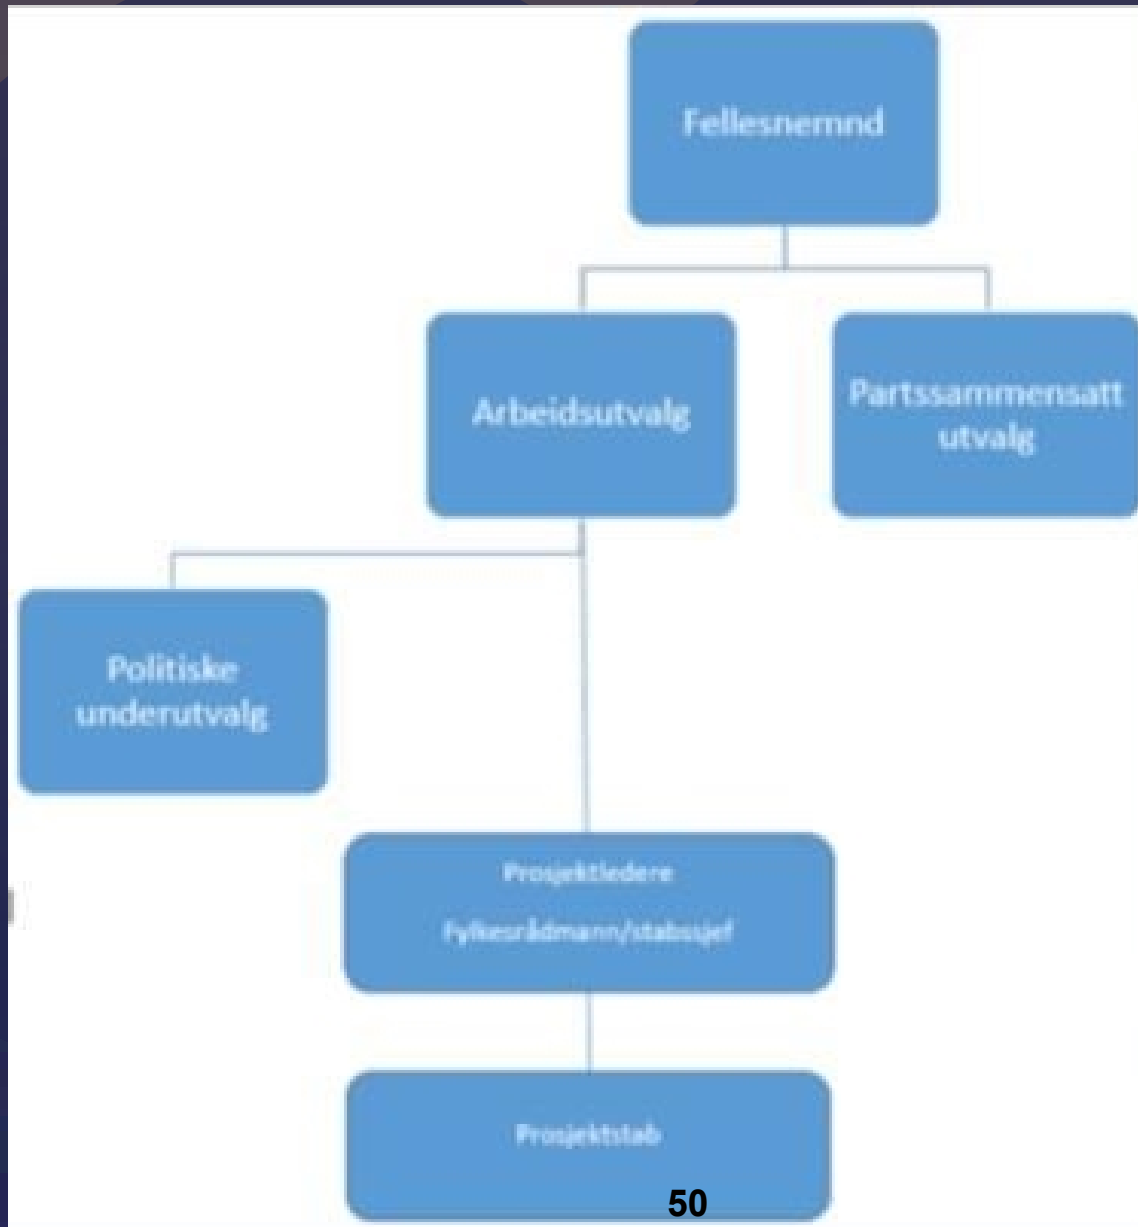 Fellesnemnd
Arbeidsutvalg
Partssammensatt
utvalg
Politiske
underutvalg
Prosjektledere
Fylkesrådmann/stabssjef
Prosjektstab
50